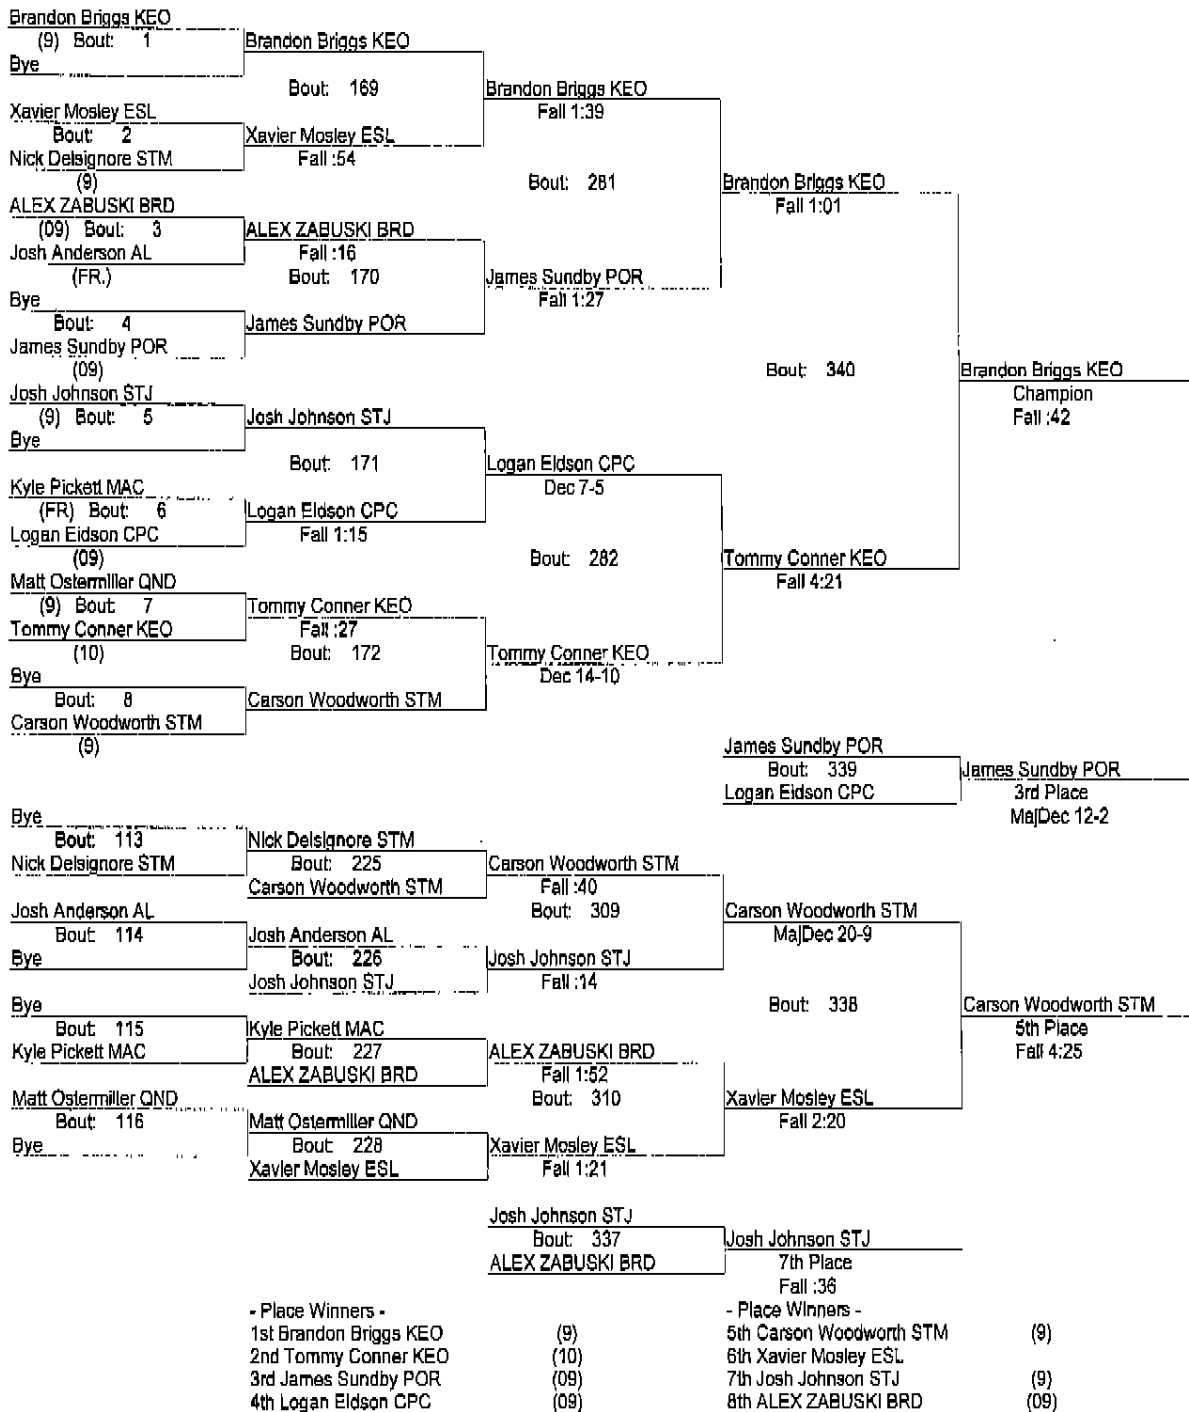 Brandon Briggs KEO
(9) Bout: 1
Bye
Brandon Briggs KEO
Bout: 169
Xavier Mosley ESL
Bout: 2
Nick Delsignore STM
(9)
Xavier Mosley ESL
Fall :54
Brandon Briggs KEO
Fall 1:39
Bout: 281
ALEX ZABUSKI BRD
(09) Bout: 3
Josh Anderson AL
(FR.)
ALEX ZABUSKI BRD
Fall :16
Bout: 170
Bye
Bout: 4
James Sundby POR
(09)
James Sundby POR
James Sundby POR
Fall 1:27
Brandon Briggs KEO
Fall 1:01
Bout: 340
Brandon Briggs KEO
Champion
Fall :42
Josh Johnson STJ
(9) Bout: 5
Bye
Josh Johnson STJ
Bout: 171
Kyle Pickett MAC
(FR) Bout: 6
Logan Eidson CPC
(09)
Logan Eidson CPC
Fall 1:15
Logan Eidson CPC
Dec 7-5
Bout: 282
Matt Ostermiller QND
(9) Bout: 7
Tommy Conner KEO
(10)
Tommy Conner KEO
Fall :27
Bout: 172
Bye
Bout: 8
Carson Woodworth STM
(9)
Carson Woodworth STM
Tommy Conner KEO
Dec 14-10
Tommy Conner KEO
Fall 4:21
James Sundby POR
Bout: 339
Logan Eidson CPC
James Sundby POR
3rd Place
MajDec 12-2
Bye
Bout: 113
Nick Delsignore STM
Nick Delsignore STM
Bout: 225
Carson Woodworth STM
Carson Woodworth STM
Fall :40
Bout: 309
Josh Anderson AL
Bout: 114
Bye
Josh Anderson AL
Bout: 226
Josh Johnson STJ
Josh Johnson STJ
Fall :14
Carson Woodworth STM
MajDec 20-9
Bout: 338
Carson Woodworth STM
5th Place
Fall 4:25
Bye
Bout: 115
Kyle Pickett MAC
Kyle Pickett MAC
Bout: 227
ALEX ZABUSKI BRD
ALEX ZABUSKI BRD
Fall 1:52
Bout: 310
Matt Ostermiller QND
Bout: 116
Bye
Matt Ostermiller QND
Bout: 228
Xavier Mosley ESL
Xavier Mosley ESL
Fall 1:21
Xavier Mosley ESL
Fall 2:20
Josh Johnson STJ
Bout: 337
ALEX ZABUSKI BRD
Josh Johnson STJ
7th Place
Fall :36
- Place Winners -
1st Brandon Briggs KEO (9)
2nd Tommy Conner KEO (10)
3rd James Sundby POR (09)
4th Logan Eidson CPC (09)
- Place Winners -
5th Carson Woodworth STM (9)
6th Xavier Mosley ESL
7th Josh Johnson STJ (9)
8th ALEX ZABUSKI BRD (09)